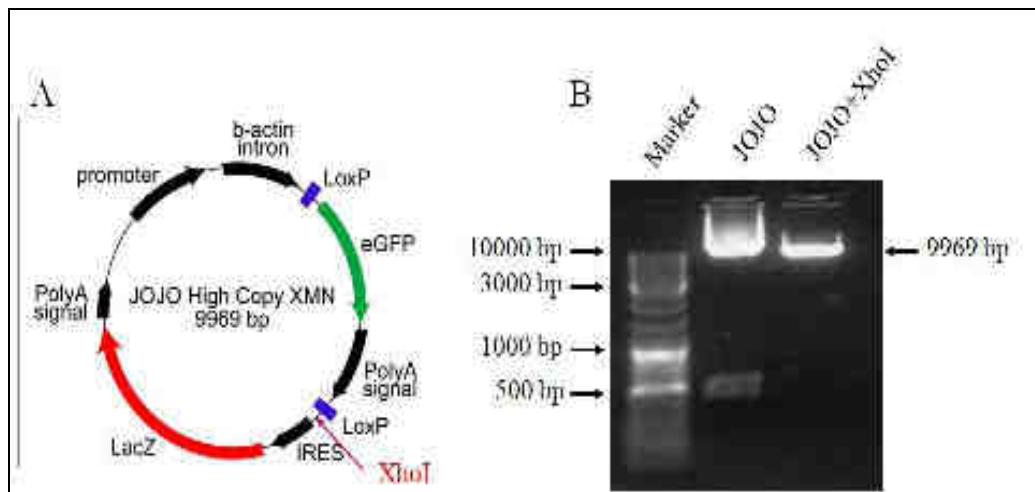 A
b-actin
intron
promoter
LoxP
eGFP
PolyA
signal
JOJO High Copy XMN
9969 bp
PolyA
signal
LoxP
IRES
LacZ
XhoI
B
Marker
JOJO
JOJO+XhoI
10000 bp
3000 bp
1000 bp
500 bp
9969 bp